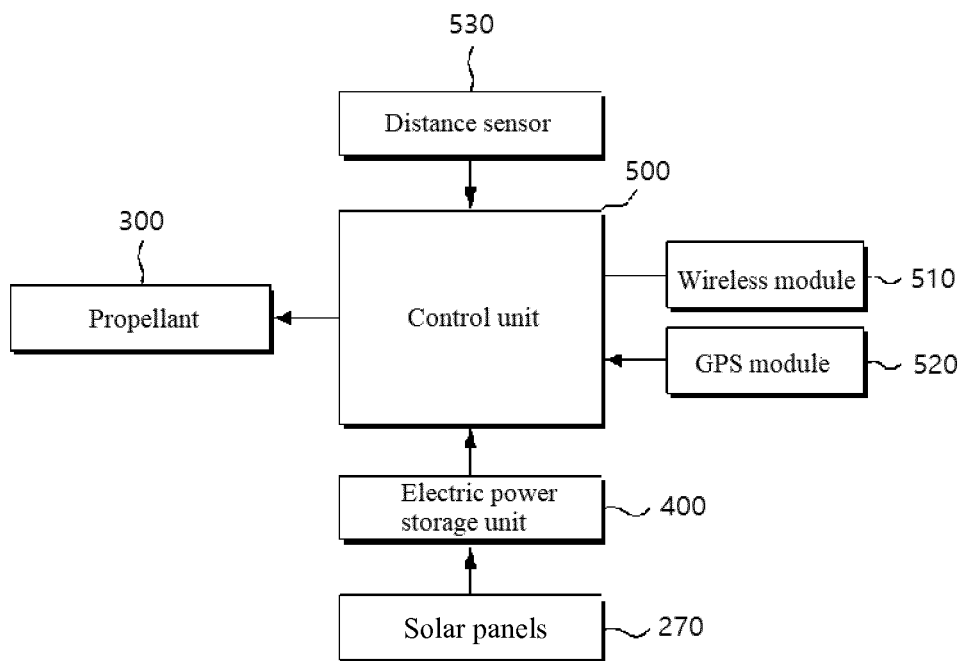 530
Distance sensor
500
300
Propellant
Control unit
Wireless module
510
GPS module
520
Electric power
storage unit
400
Solar panels
270